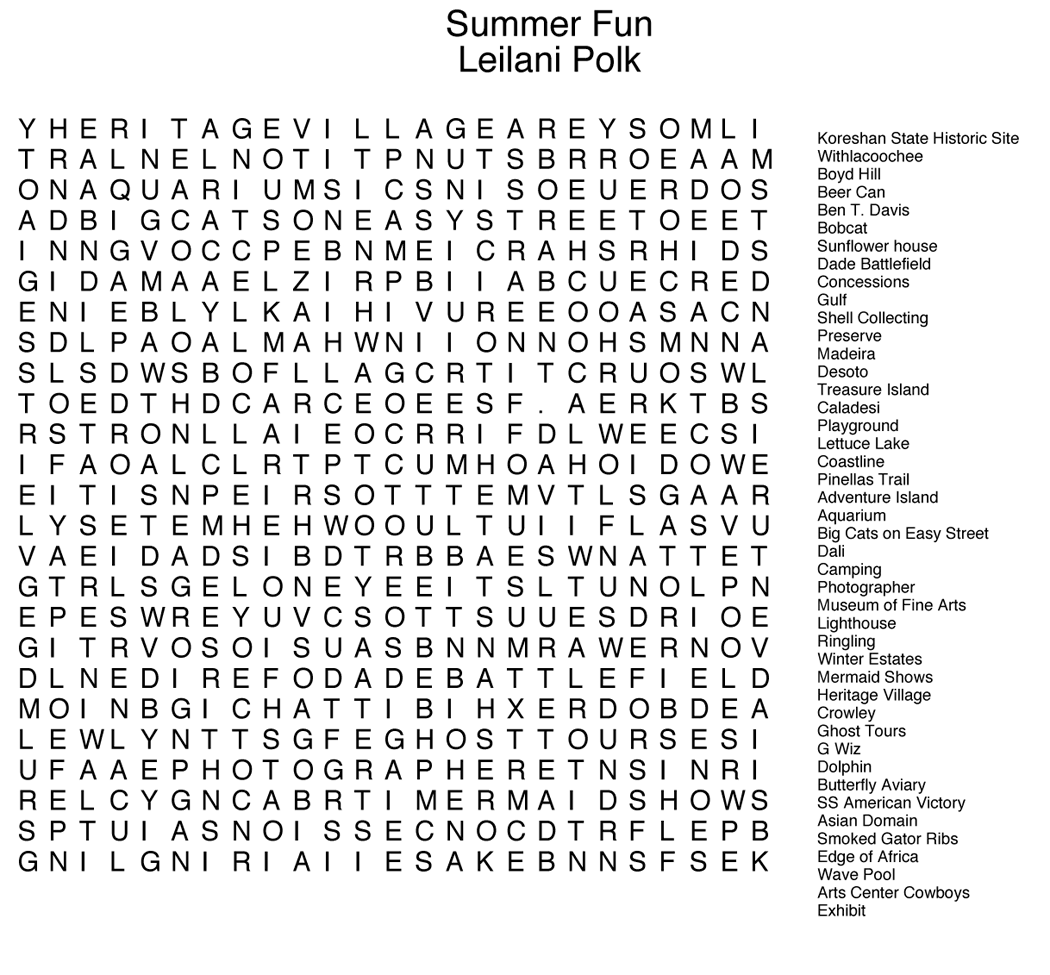 Summer Fun
Leilani Polk
Y H E R I T A G E V I L L A G E A R E Y S O M L I
T R A L N E L N O T I T P N U T S B R R O E A A M
O N A Q U A R I U M S I C S N I S O E U E R D O S
A D B I G C A T S O N E A S Y S T R E E T O E E T
I N N G V O C C P E B N M E I C R A H S R H I D S
G I D A M A A E L Z I R P B I I A B C U E C R E D
E N I E B L Y L K A I H I V U R E E O O A S A C N
S D L P A O A L M A H W N I I O N N O H S M N N A
S L S D W S B O F L L A G C R T I T C R U O S W L
T O E D T H D C A R C E O E E S F . A E R K T B S
R S T R O N L L A I E O C R R I F D L W E E C S I
I F A O A L C L R T P T C U M H O A H O I D O W E
E I T I S N P E I R S O T T T E M V T L S G A A R
L Y S E T E M H E H W O O U L T U I I F L A S V U
V A E I D A D S I B D T R B B A E S W N A T T E T
G T R L S G E L O N E Y E E I T S L T U N O L P N
E P E S W R E Y U V C S O T T S U U E S D R I O E
G I T R V O S O I S U A S B N N M R A W E R N O V
D L N E D I R E F O D A D E B A T T L E F I E L D
M O I N B G I C H A T T I B I H X E R D O B D E A
L E W L Y N T T S G F E G H O S T T O U R S E S I
U F A A E P H O T O G R A P H E R E T N S I N R I
R E L C Y G N C A B R T I M E R M A I D S H O W S
S P T U I A S N O I S S E C N O C D T R F L E P B
G N I L G N I R I A I I E S A K E B N N S F S E K
Koreshan State Historic Site
Withlacoochee
Boyd Hill
Beer Can
Ben T. Davis
Bobcat
Sunflower house
Dade Battlefield
Concessions
Gulf
Shell Collecting
Preserve
Madeira
Desoto
Treasure Island
Caladesi
Playground
Lettuce Lake
Coastline
Pinellas Trail
Adventure Island
Aquarium
Big Cats on Easy Street
Dali
Camping
Photographer
Museum of Fine Arts
Lighthouse
Ringling
Winter Estates
Mermaid Shows
Heritage Village
Crowley
Ghost Tours
G Wiz
Dolphin
Butterfly Aviary
SS American Victory
Asian Domain
Smoked Gator Ribs
Edge of Africa
Wave Pool
Arts Center Cowboys
Exhibit